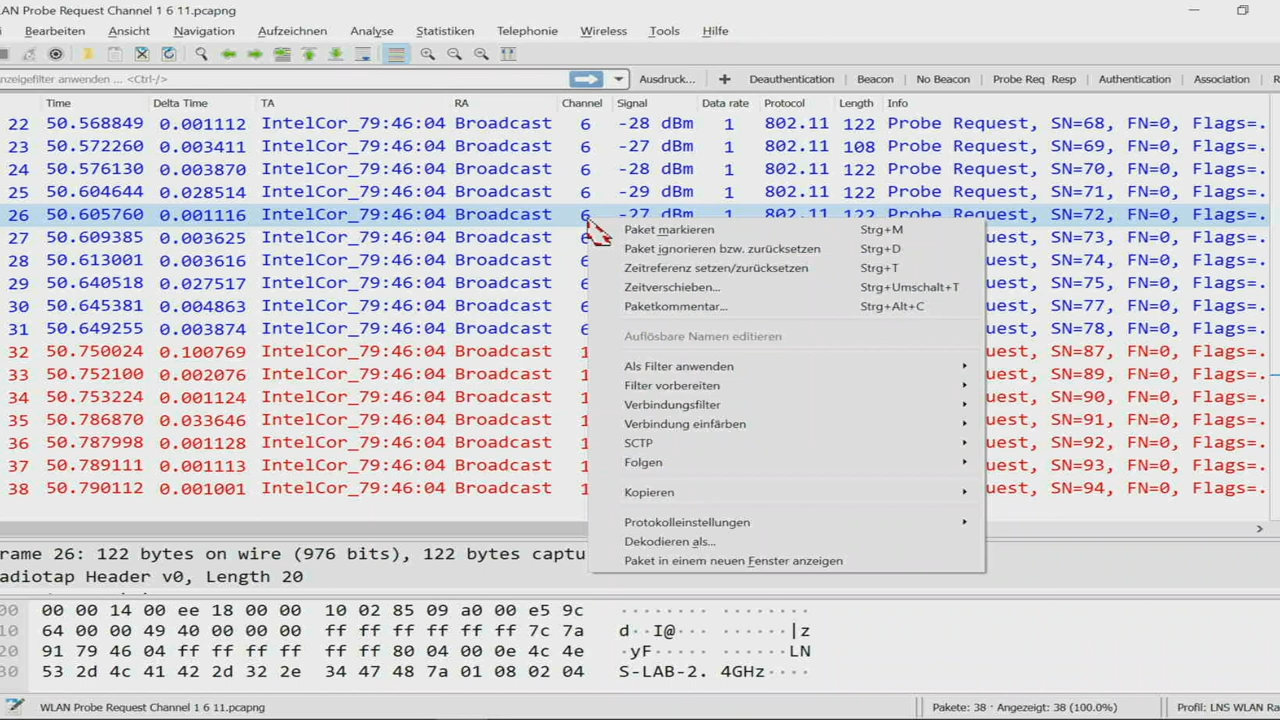 LAN Probe Request Channel 1 6 11.pcapng
Bearbeiten Ansicht Navigation Aufzeichnen Analyse Statistiken Telephonie Wireless Tools Hilfe
nzeigefilter anwenden ... <Ctrl-/> Ausdruck... + Deauthentication Beacon No Beacon Probe Req Resp Authentication Association R
Time Delta Time TA RA Channel Signal Data rate Protocol Length Info
22 50.568849 0.001112 IntelCor_79:46:04 Broadcast 6 -28 dBm 1 802.11 122 Probe Request, SN=68, FN=0, Flags=.
23 50.572260 0.003411 IntelCor_79:46:04 Broadcast 6 -27 dBm 1 802.11 108 Probe Request, SN=69, FN=0, Flags=.
24 50.576130 0.003870 IntelCor_79:46:04 Broadcast 6 -28 dBm 1 802.11 122 Probe Request, SN=70, FN=0, Flags=.
25 50.604644 0.028514 IntelCor_79:46:04 Broadcast 6 -29 dBm 1 802.11 122 Probe Request, SN=71, FN=0, Flags=.
26 50.605760 0.001116 IntelCor_79:46:04 Broadcast 6 -27 dBm 1 802.11 122 Probe Request, SN=72, FN=0, Flags=.
27 50.609385 0.003625 IntelCor_79:46:04 Broadcast 6 uest, SN=73, FN=0, Flags=.
28 50.613001 0.003616 IntelCor_79:46:04 Broadcast 6 uest, SN=74, FN=0, Flags=.
29 50.640518 0.027517 IntelCor_79:46:04 Broadcast 6 uest, SN=75, FN=0, Flags=.
30 50.645381 0.004863 IntelCor_79:46:04 Broadcast 6 uest, SN=77, FN=0, Flags=.
31 50.649255 0.003874 IntelCor_79:46:04 Broadcast 6 uest, SN=78, FN=0, Flags=.
32 50.750024 0.100769 IntelCor_79:46:04 Broadcast 1 uest, SN=87, FN=0, Flags=.
33 50.752100 0.002076 IntelCor_79:46:04 Broadcast 1 uest, SN=89, FN=0, Flags=.
34 50.753224 0.001124 IntelCor_79:46:04 Broadcast 1 uest, SN=90, FN=0, Flags=.
35 50.786870 0.033646 IntelCor_79:46:04 Broadcast 1 uest, SN=91, FN=0, Flags=.
36 50.787998 0.001128 IntelCor_79:46:04 Broadcast 1 uest, SN=92, FN=0, Flags=.
37 50.789111 0.001113 IntelCor_79:46:04 Broadcast 1 uest, SN=93, FN=0, Flags=.
38 50.790112 0.001001 IntelCor_79:46:04 Broadcast 1 uest, SN=94, FN=0, Flags=.
Paket markieren Strg+M
Paket ignorieren bzw. zurücksetzen Strg+D
Zeitreferenz setzen/zurücksetzen Strg+T
Zeitverschieben... Strg+Umschalt+T
Paketkommentar... Strg+Alt+C
Auflösbare Namen editieren
Als Filter anwenden
Filter vorbereiten
Verbindungsfilter
Verbindung einfärben
SCTP
Folgen
Kopieren
Protokolleinstellungen
Dekodieren als...
Paket in einem neuen Fenster anzeigen
rame 26: 122 bytes on wire (976 bits), 122 bytes captu
adiotap Header v0, Length 20
00 00 00 14 00 ee 18 00 00 10 02 85 09 a0 00 e5 9c ········ ········
10 64 00 00 49 40 00 00 00 ff ff ff ff ff ff 7c 7a d··I@··· ······|z
20 91 79 46 04 ff ff ff ff ff ff 80 04 00 0e 4c 4e ·yF····· ······LN
30 53 2d 4c 41 42 2d 32 2e 34 47 48 7a 01 08 02 04 S-LAB-2. 4GHz····
WLAN Probe Request Channel 1 6 11.pcapng Pakete: 38 · Angezeigt: 38 (100.0%) Profil: LNS WLAN Ra